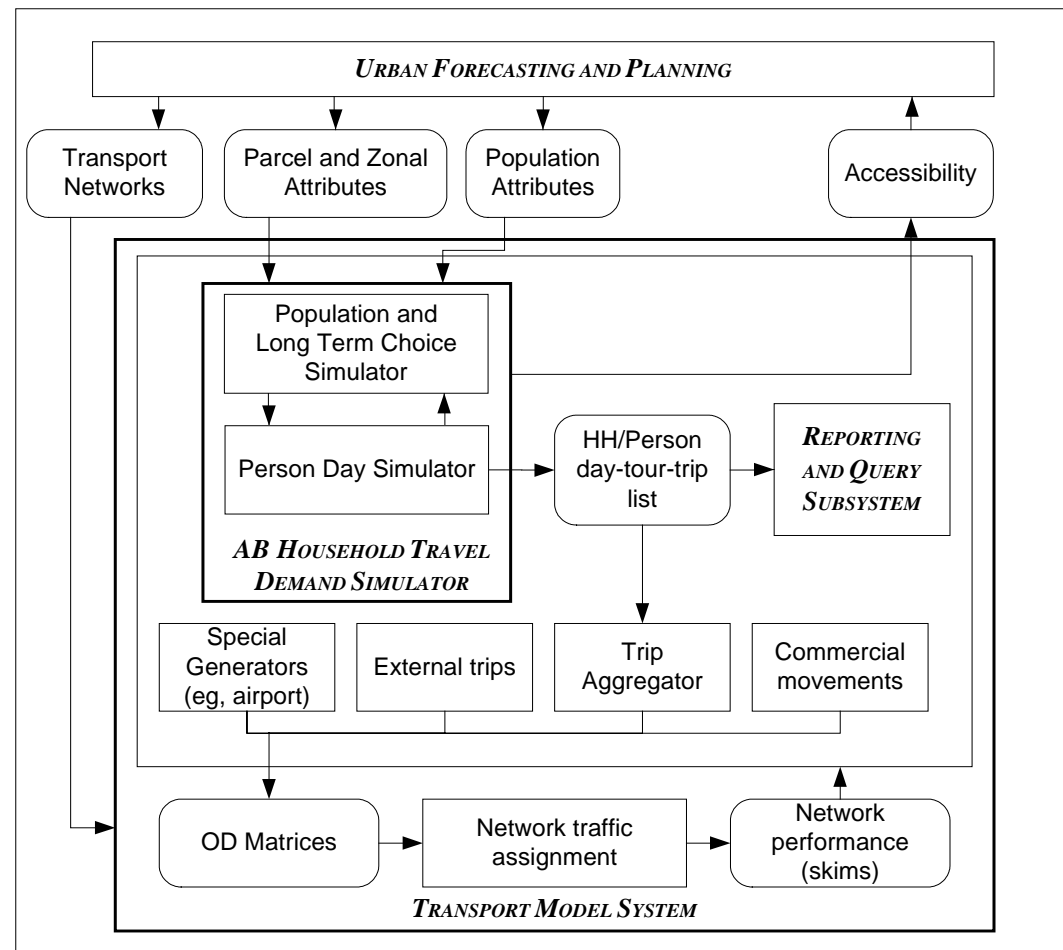 URBAN FORECASTING AND PLANNING
Transport
Networks
Parcel and Zonal
Attributes
Population
Attributes
Accessibility
Population and
Long Term Choice
Simulator
Person Day Simulator
AB HOUSEHOLD TRAVEL
DEMAND SIMULATOR
HH/Person
day-tour-trip
list
REPORTING
AND QUERY
SUBSYSTEM
Special
Generators
(eg, airport)
External trips
Trip
Aggregator
Commercial
movements
OD Matrices
Network traffic
assignment
Network
performance
(skims)
TRANSPORT MODEL SYSTEM